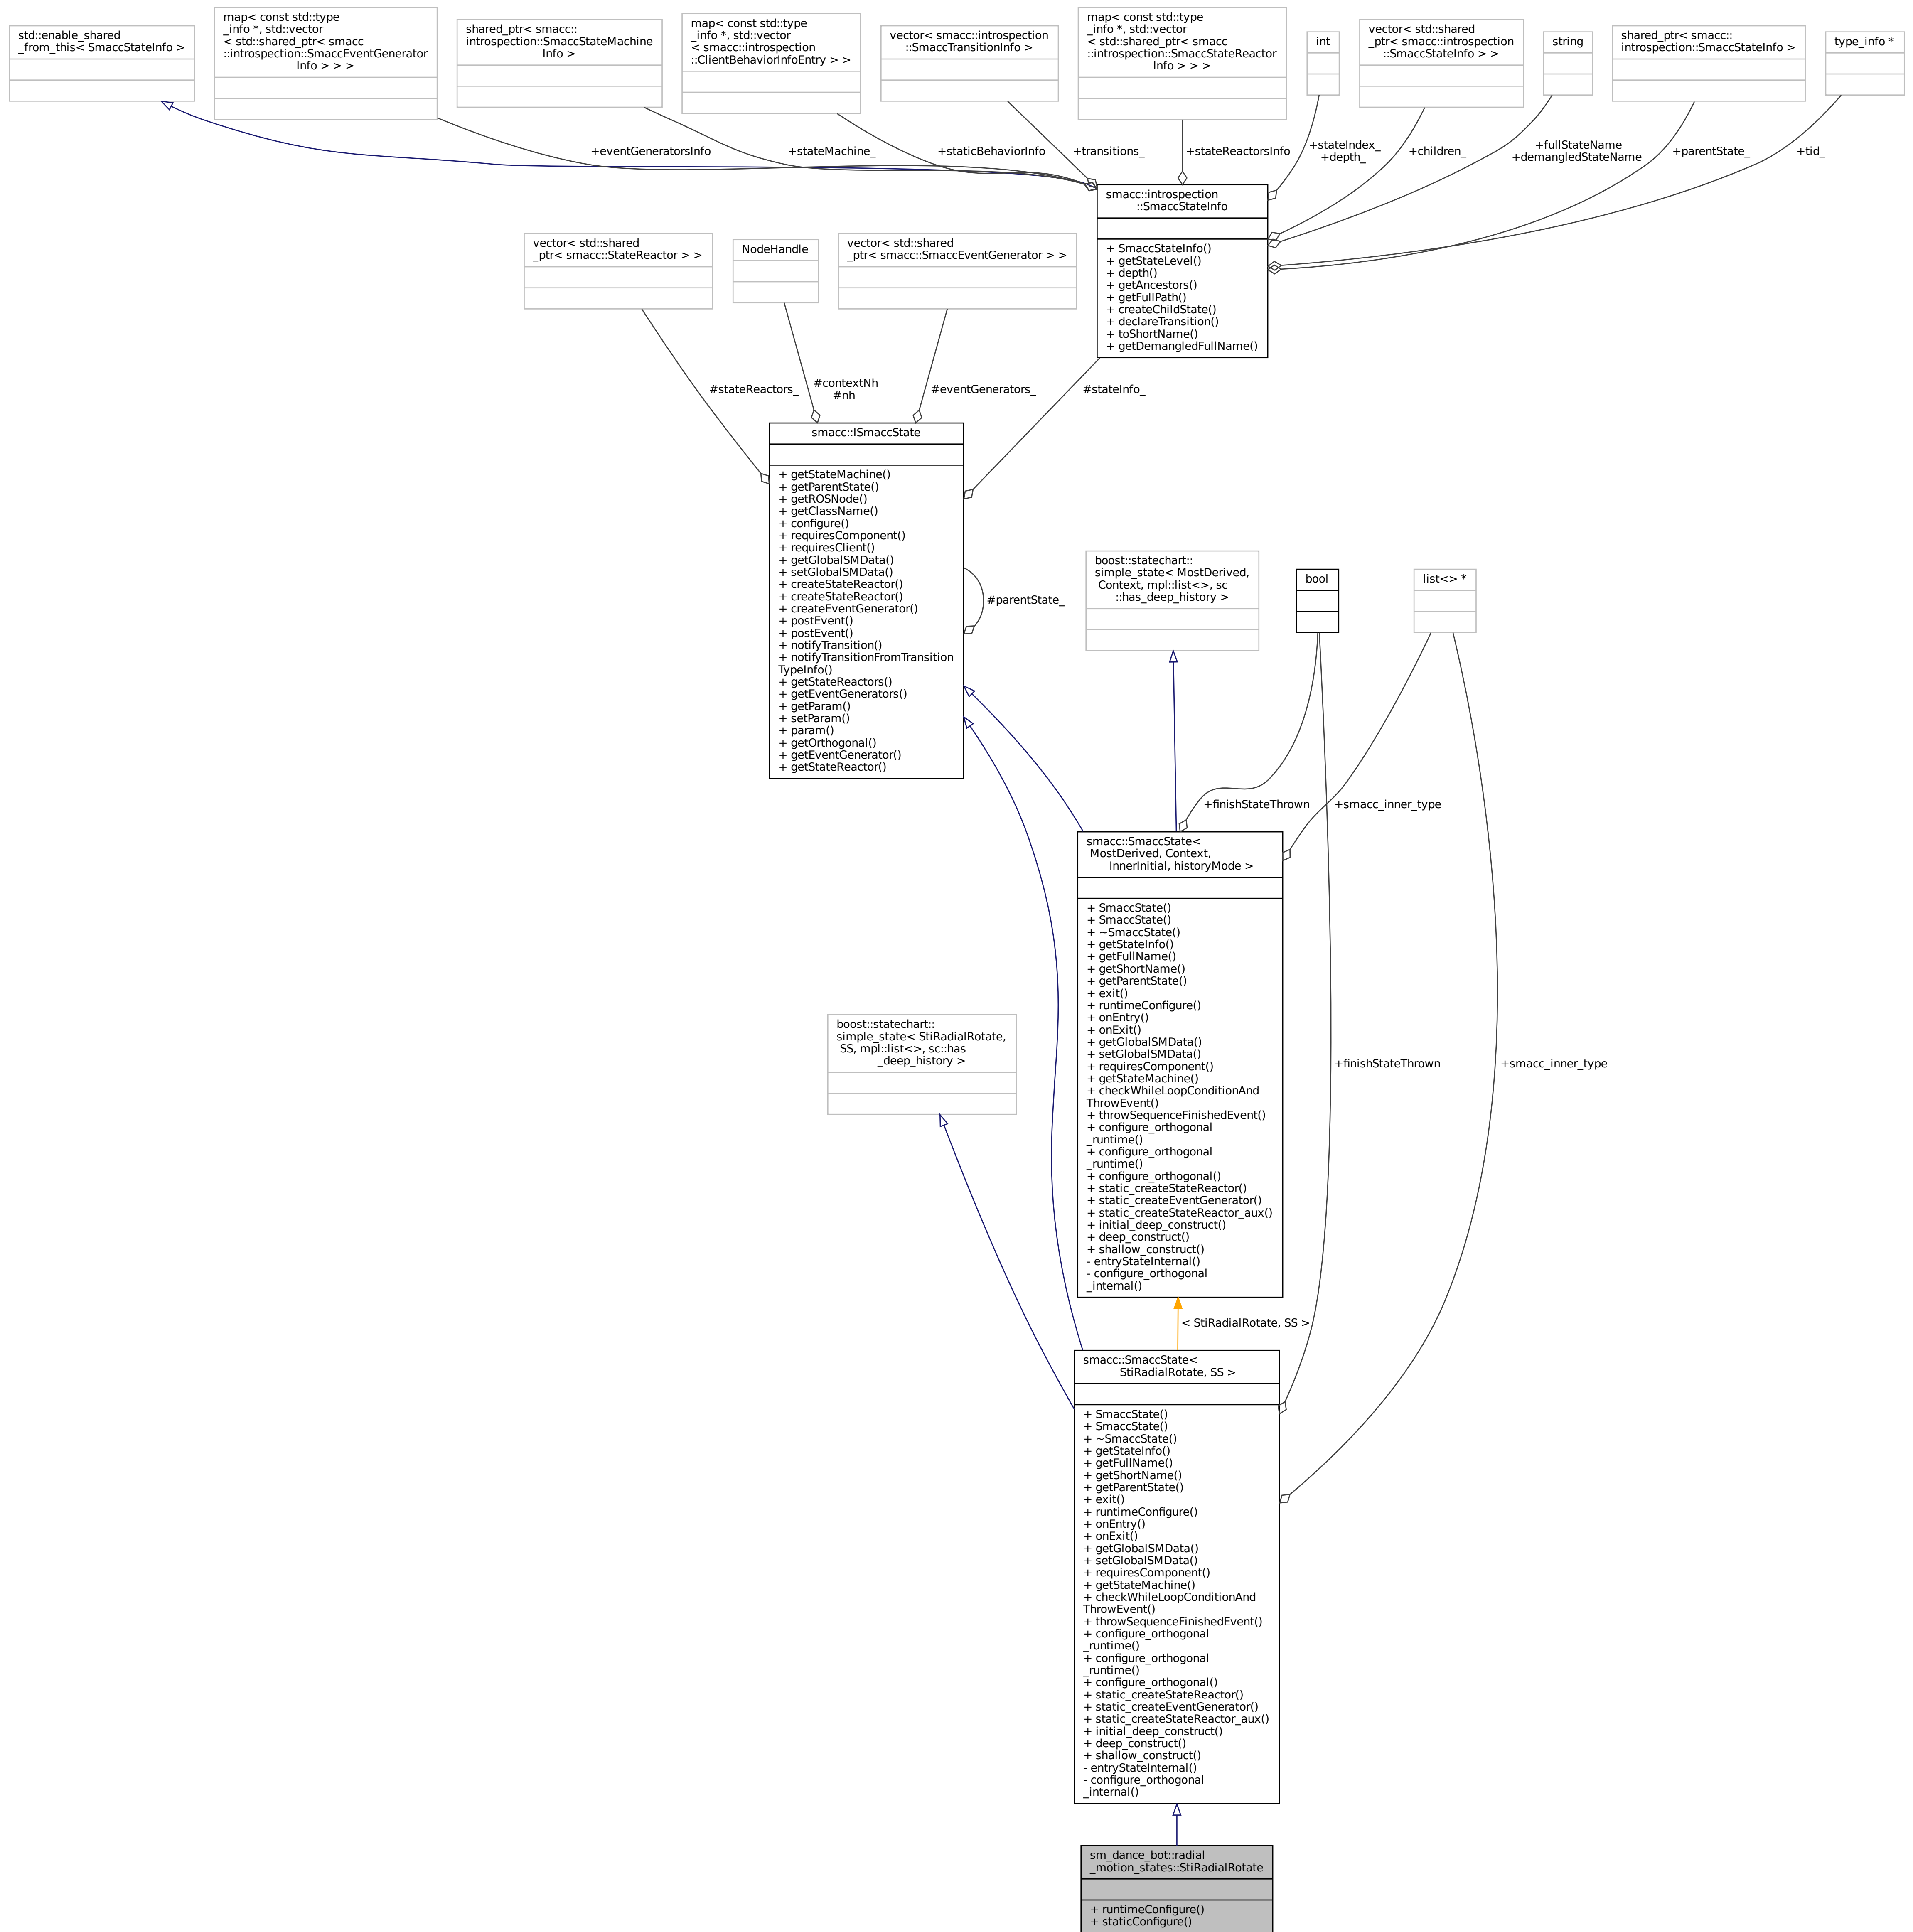 std::enable_shared
_from_this< SmaccStateInfo >
map< const std::type
_info *, std::vector
< std::shared_ptr< smacc
::introspection::SmaccEventGenerator
Info > > >
shared_ptr< smacc::
introspection::SmaccStateMachine
Info >
map< const std::type
_info *, std::vector
< smacc::introspection
::ClientBehaviorInfoEntry > >
vector< smacc::introspection
::SmaccTransitionInfo >
map< const std::type
_info *, std::vector
< std::shared_ptr< smacc
::introspection::SmaccStateReactor
Info > > >
int
vector< std::shared
_ptr< smacc::introspection
::SmaccStateInfo > >
string
shared_ptr< smacc::
introspection::SmaccStateInfo >
type_info *
+eventGeneratorsInfo
+stateMachine_
+staticBehaviorInfo
+transitions_
+stateReactorsInfo
+stateIndex_
+depth_
+children_
+fullStateName
+demangledStateName
+parentState_
+tid_
smacc::introspection
::SmaccStateInfo
+ SmaccStateInfo()
+ getStateLevel()
+ depth()
+ getAncestors()
+ getFullPath()
+ createChildState()
+ declareTransition()
+ toShortName()
+ getDemangledFullName()
vector< std::shared
_ptr< smacc::StateReactor > >
NodeHandle
vector< std::shared
_ptr< smacc::SmaccEventGenerator > >
#stateReactors_
#contextNh
#nh
#eventGenerators_
#stateInfo_
smacc::ISmaccState
+ getStateMachine()
+ getParentState()
+ getROSNode()
+ getClassName()
+ configure()
+ requiresComponent()
+ requiresClient()
+ getGlobalSMData()
+ setGlobalSMData()
+ createStateReactor()
+ createStateReactor()
+ createEventGenerator()
+ postEvent()
+ postEvent()
+ notifyTransition()
+ notifyTransitionFromTransition
TypeInfo()
+ getStateReactors()
+ getEventGenerators()
+ getParam()
+ setParam()
+ param()
+ getOrthogonal()
+ getEventGenerator()
+ getStateReactor()
#parentState_
boost::statechart::
simple_state< MostDerived,
Context, mpl::list<>, sc
::has_deep_history >
bool
list<> *
+finishStateThrown
+smacc_inner_type
smacc::SmaccState<
MostDerived, Context,
InnerInitial, historyMode >
+ SmaccState()
+ SmaccState()
+ ~SmaccState()
+ getStateInfo()
+ getFullName()
+ getShortName()
+ getParentState()
+ exit()
+ runtimeConfigure()
+ onEntry()
+ onExit()
+ getGlobalSMData()
+ setGlobalSMData()
+ requiresComponent()
+ getStateMachine()
+ checkWhileLoopConditionAnd
ThrowEvent()
+ throwSequenceFinishedEvent()
+ configure_orthogonal
_runtime()
+ configure_orthogonal
_runtime()
+ configure_orthogonal()
+ static_createStateReactor()
+ static_createEventGenerator()
+ static_createStateReactor_aux()
+ initial_deep_construct()
+ deep_construct()
+ shallow_construct()
- entryStateInternal()
- configure_orthogonal
_internal()
boost::statechart::
simple_state< StiRadialRotate,
SS, mpl::list<>, sc::has
_deep_history >
+finishStateThrown
+smacc_inner_type
< StiRadialRotate, SS >
smacc::SmaccState<
StiRadialRotate, SS >
+ SmaccState()
+ SmaccState()
+ ~SmaccState()
+ getStateInfo()
+ getFullName()
+ getShortName()
+ getParentState()
+ exit()
+ runtimeConfigure()
+ onEntry()
+ onExit()
+ getGlobalSMData()
+ setGlobalSMData()
+ requiresComponent()
+ getStateMachine()
+ checkWhileLoopConditionAnd
ThrowEvent()
+ throwSequenceFinishedEvent()
+ configure_orthogonal
_runtime()
+ configure_orthogonal
_runtime()
+ configure_orthogonal()
+ static_createStateReactor()
+ static_createEventGenerator()
+ static_createStateReactor_aux()
+ initial_deep_construct()
+ deep_construct()
+ shallow_construct()
- entryStateInternal()
- configure_orthogonal
_internal()
sm_dance_bot::radial
_motion_states::StiRadialRotate
+ runtimeConfigure()
+ staticConfigure()